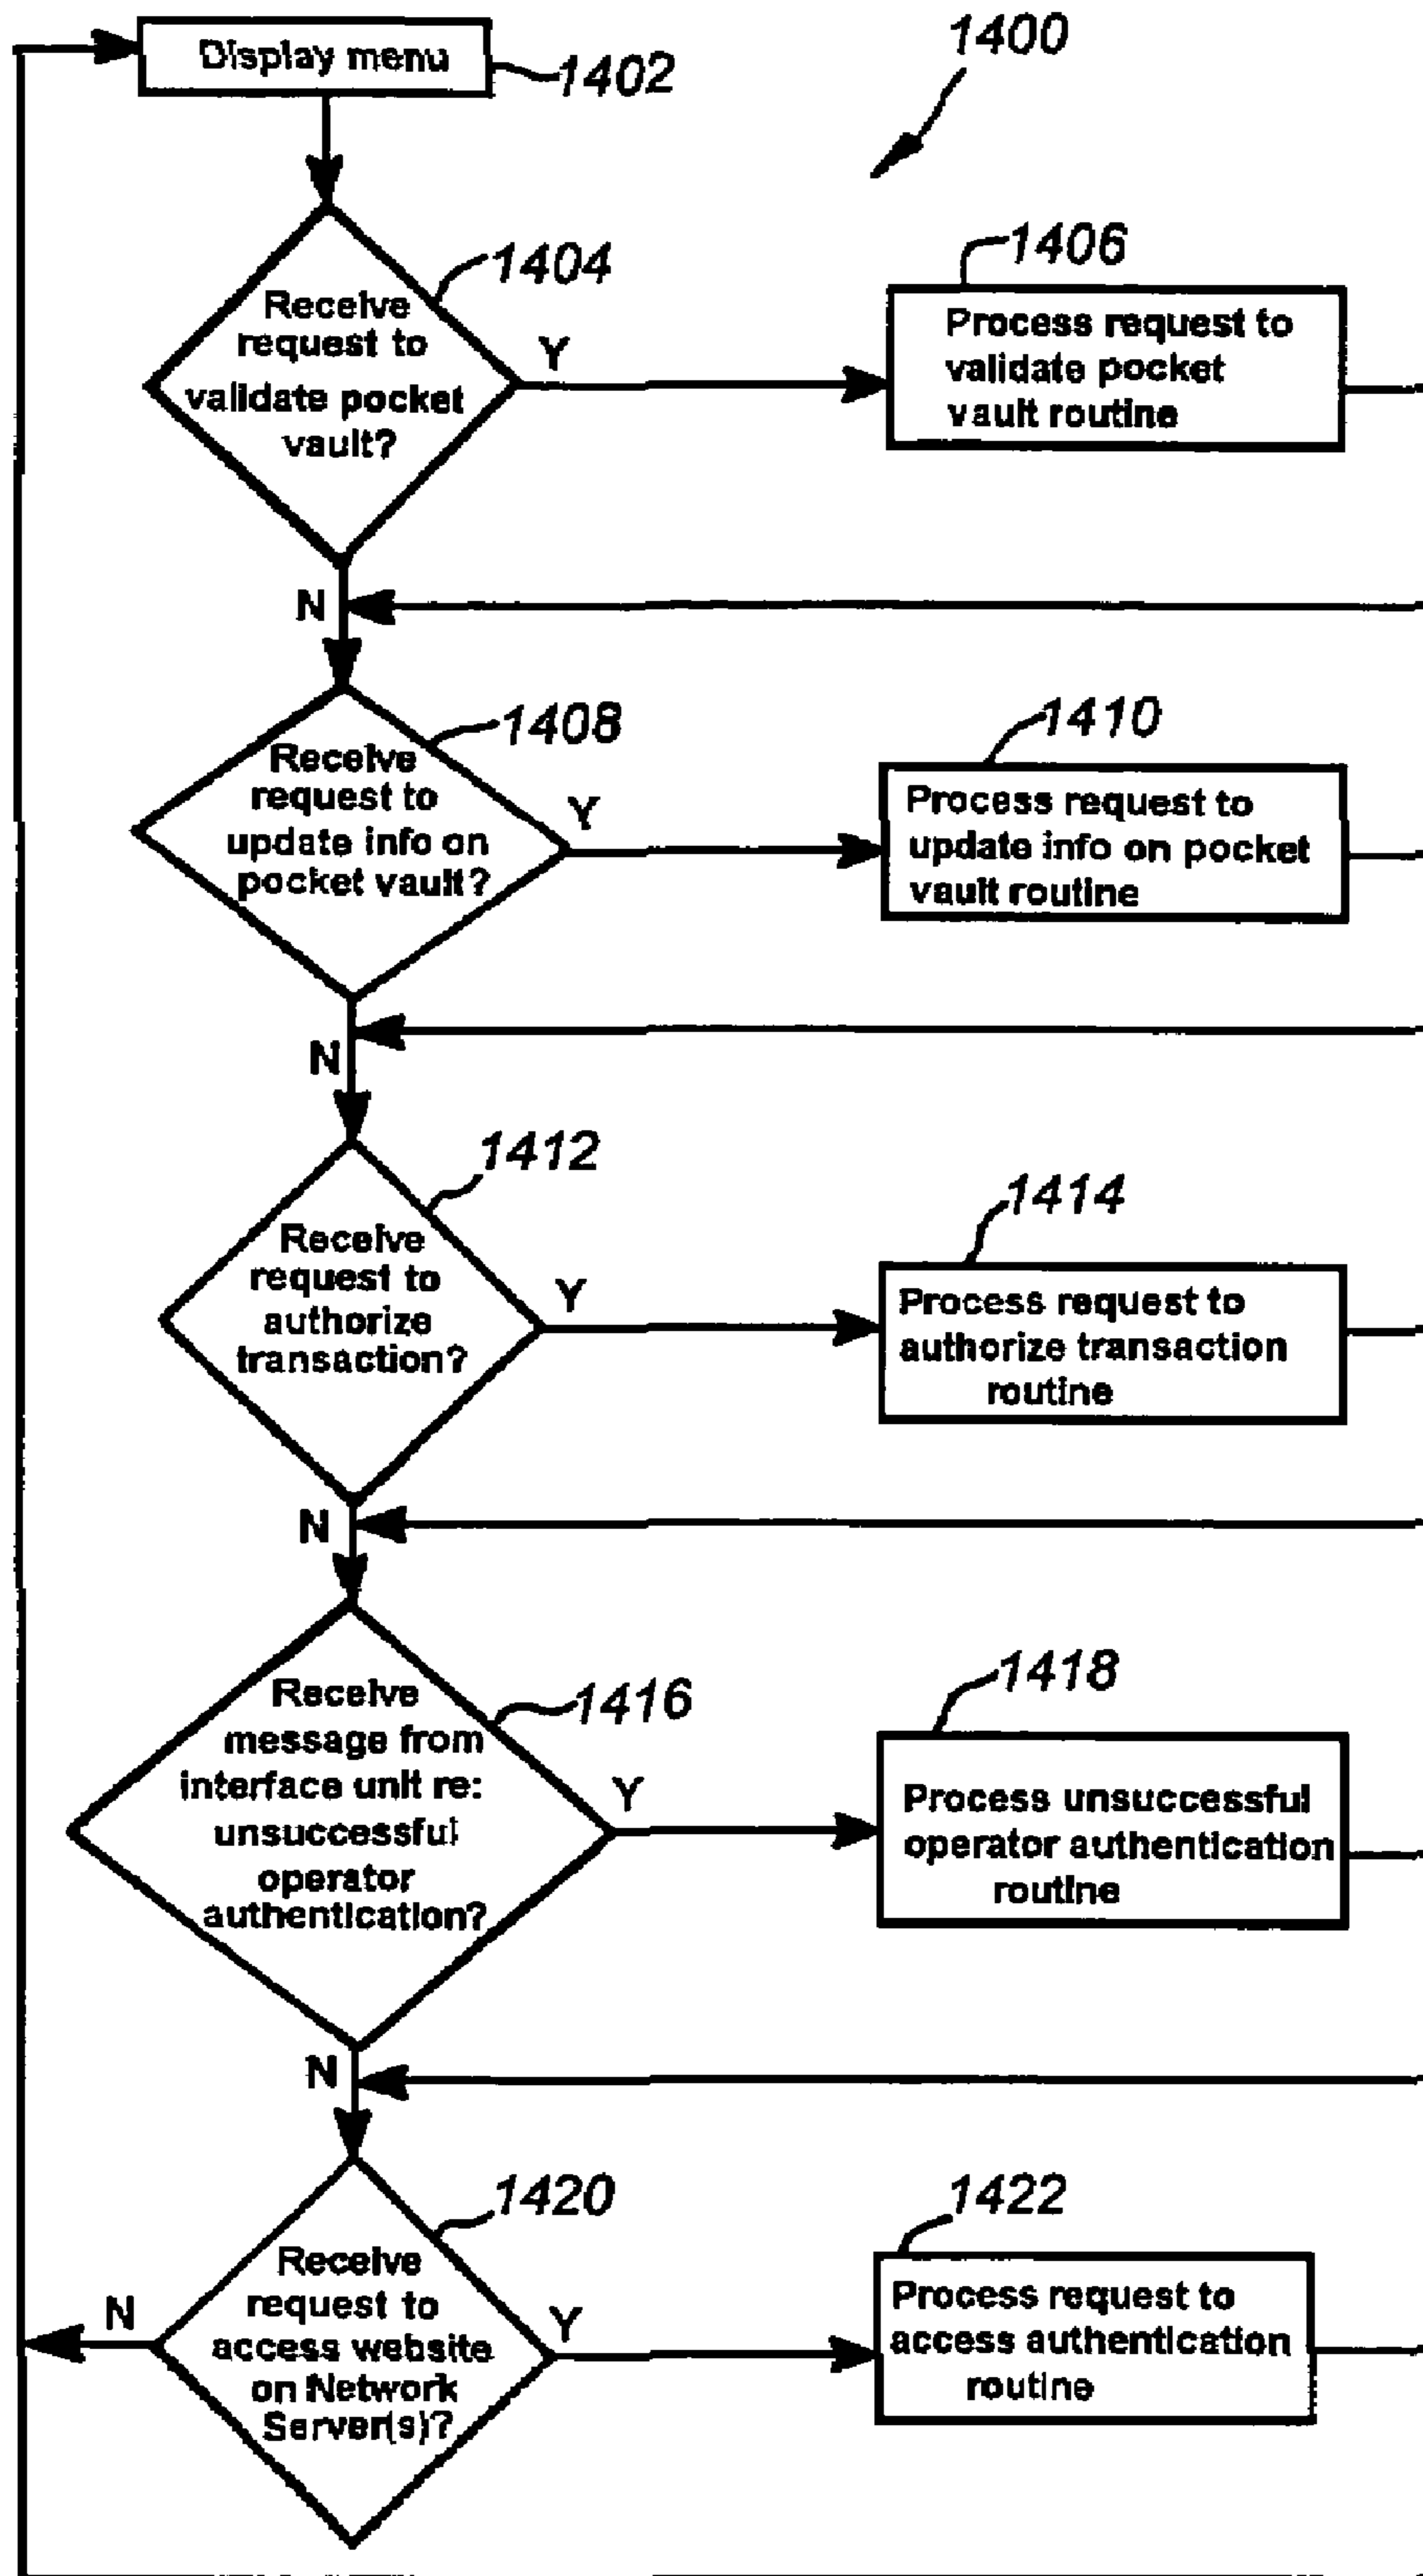 1400
Display menu
1402
1404
Receive
request to
validate pocket
vault?
Y
1406
Process request to
validate pocket
vault routine
N
1408
Receive
request to
update info on
pocket vault?
Y
1410
Process request to
update info on pocket
vault routine
N
1412
Receive
request to
authorize
transaction?
Y
1414
Process request to
authorize transaction
routine
N
1416
Receive
message from
interface unit re:
unsuccessful
operator
authentication?
Y
1418
Process unsuccessful
operator authentication
routine
N
1420
Receive
request to
access website
on Network
Server(s)?
N
Y
1422
Process request to
access authentication
routine